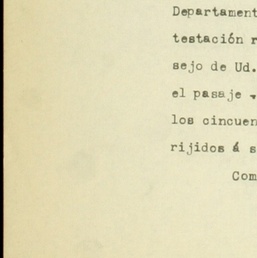 Departament
testación r
sejo de Ud.
el pasaje
los cincuen
rijidos á s
Com